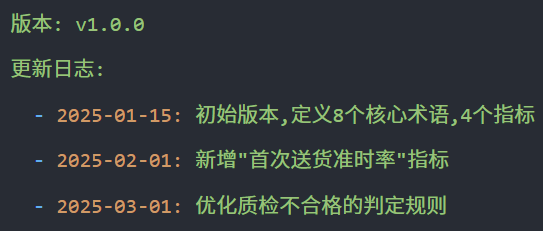 版本: v1.0.0
更新日志:
- 2025-01-15: 初始版本,定义8个核心术语,4个指标
- 2025-02-01: 新增"首次送货准时率"指标
- 2025-03-01: 优化质检不合格的判定规则